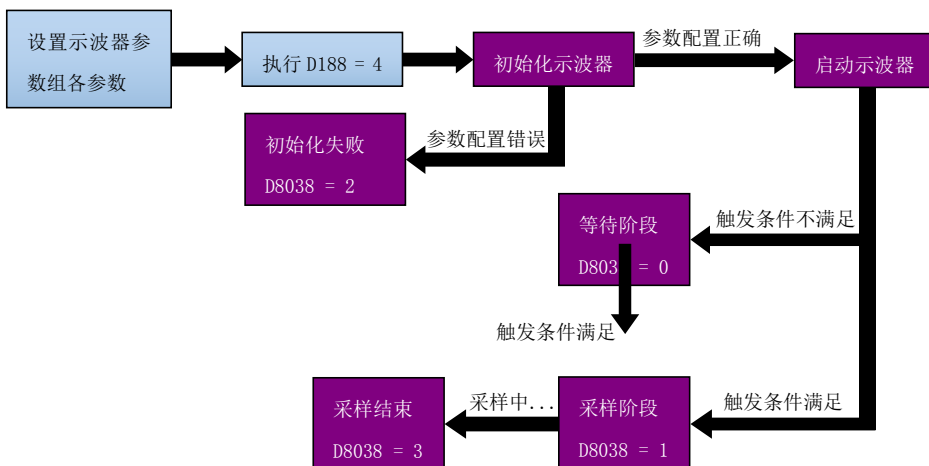 设置示波器参
数组各参数
执行 D188 = 4
初始化示波器
参数配置正确
启动示波器
初始化失败
D8038 = 2
参数配置错误
等待阶段
D803 = 0
触发条件不满足
触发条件满足
采样结束
D8038 = 3
采样中...
采样阶段
D8038 = 1
触发条件满足